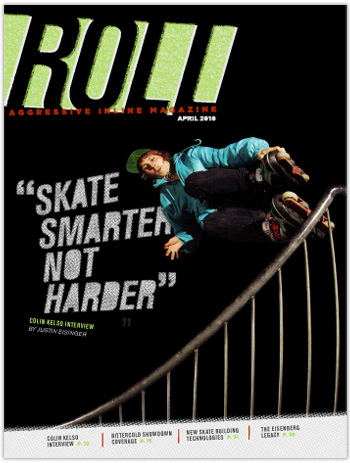 ROLL
AGGRESSIVE INLINE MAGAZINE
APRIL 2010
“SKATE
SMARTER
NOT
HARDER”
COLIN KELSO INTERVIEW
BY JUSTIN EISINGER
COLIN KELSO
INTERVIEW
BITTERCOLD SHOWDOWN
COVERAGE
NEW SKATE BUILDING
TECHNOLOGIES
THE EISENBERG
LEGACY